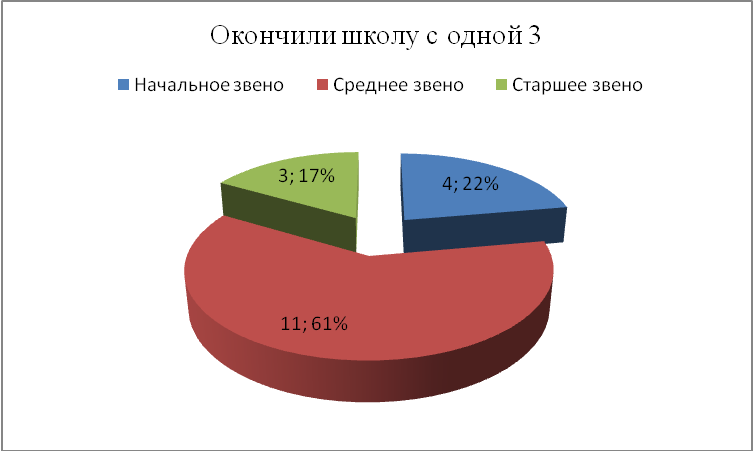 Окончили школу с одной 3
Начальное звено Среднее звено Старшее звено
3; 17%
4; 22%
11; 61%